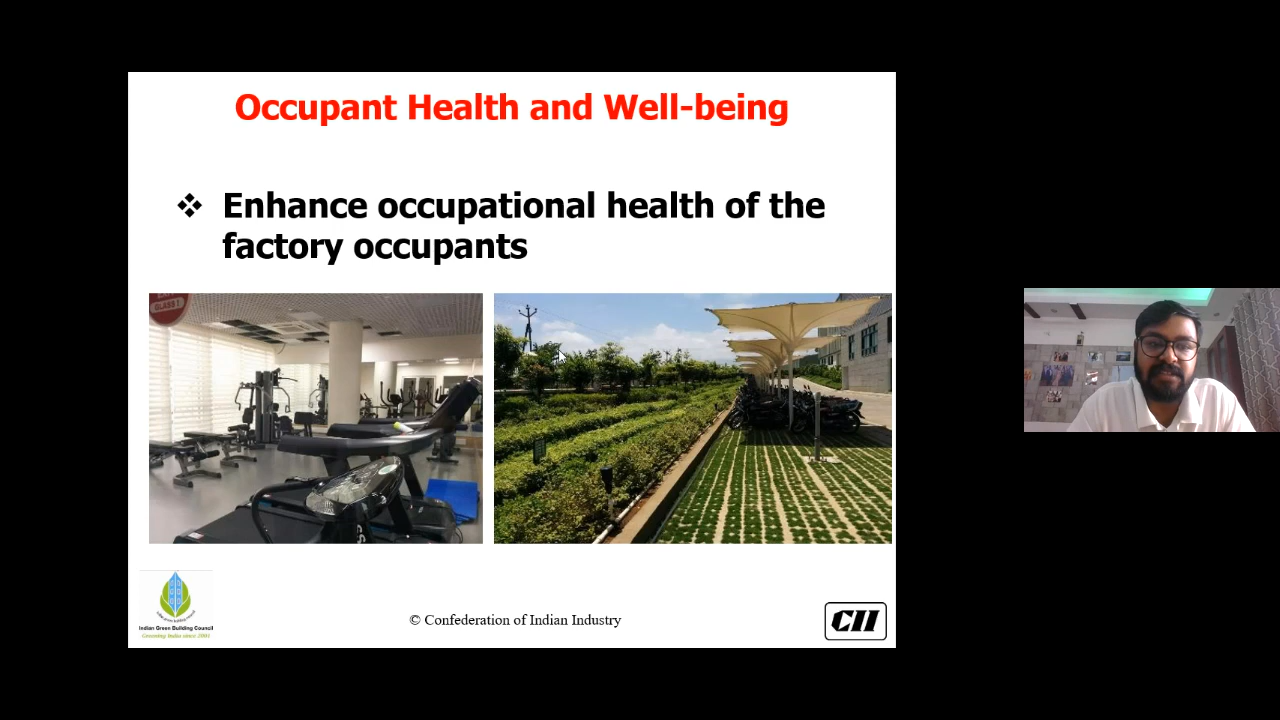 Occupant Health and Well-being
❖ Enhance occupational health of the
factory occupants
GLASS!
Indian Green Building Council
Greening India since 2001
© Confederation of Indian Industry
CII